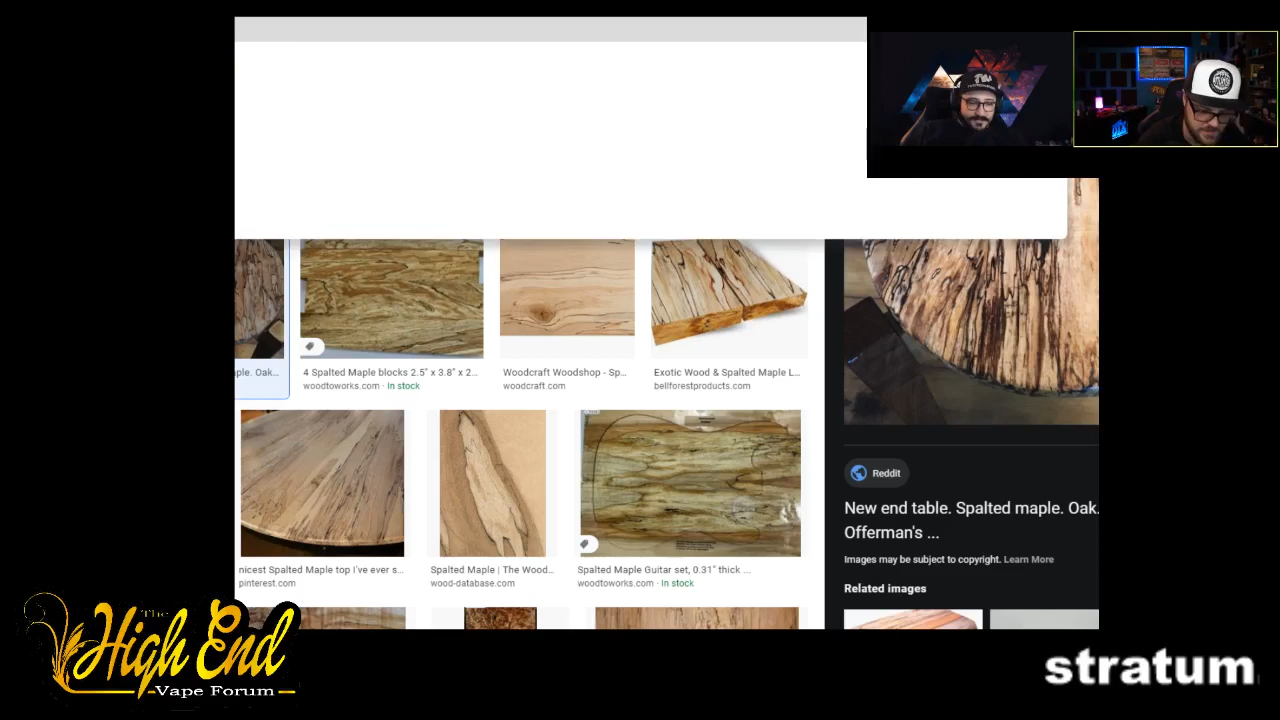 aple. Oak...
4 Spalted Maple blocks 2.5" x 3.8" x 2...
woodtoworks.com · In stock
Woodcraft Woodshop - Sp...
woodcraft.com
Exotic Wood & Spalted Maple L...
bellforestproducts.com
nicest Spalted Maple top I've ever s...
pinterest.com
Spalted Maple | The Wood...
wood-database.com
Spalted Maple Guitar set, 0.31" thick ...
woodtoworks.com · In stock
Reddit
New end table. Spalted maple. Oak.
Offerman's ...
Images may be subject to copyright. Learn More
Related images
The
High End
Vape Forum
stratum